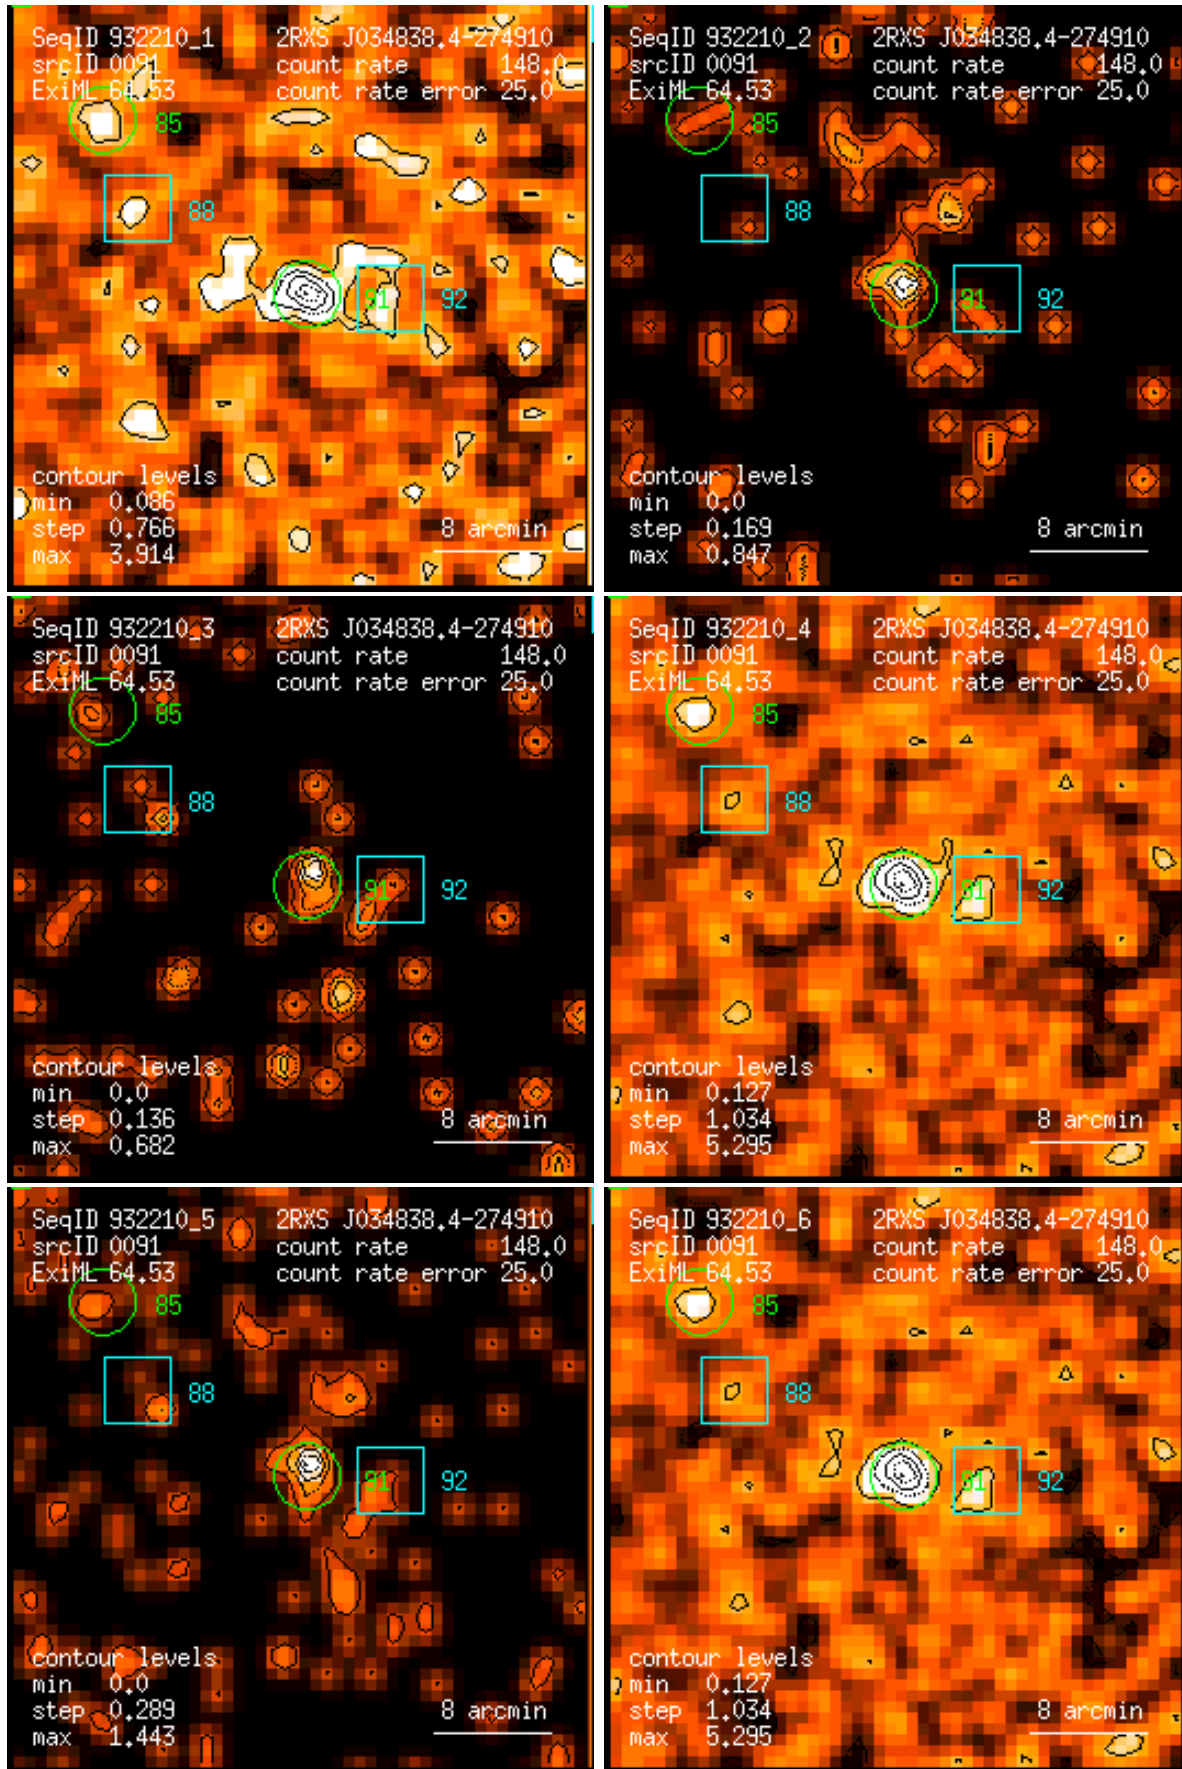 SeqID 932210_1 2RXS J034838.4-274910
srcID 0091 count rate 148.0
ExiML 64.53 count rate error 25.0
85
88
91 92
contour levels
min 0.086
step 0.766 8 arcmin
max 3.914
SeqID 932210_2 2RXS J034838.4-274910
srcID 0091 count rate 148.0
ExiML 64.53 count rate error 25.0
85
88
91 92
contour levels
min 0.0
step 0.169 8 arcmin
max 0.847
SeqID 932210_3 2RXS J034838.4-274910
srcID 0091 count rate 148.0
ExiML 64.53 count rate error 25.0
85
88
91 92
contour levels
min 0.0
step 0.136 8 arcmin
max 0.682
SeqID 932210_4 2RXS J034838.4-274910
srcID 0091 count rate 148.0
ExiML 64.53 count rate error 25.0
85
88
91 92
contour levels
min 0.127
step 1.034 8 arcmin
max 5.295
SeqID 932210_5 2RXS J034838.4-274910
srcID 0091 count rate 148.0
ExiML 64.53 count rate error 25.0
85
88
91 92
contour levels
min 0.0
step 0.289 8 arcmin
max 1.443
SeqID 932210_6 2RXS J034838.4-274910
srcID 0091 count rate 148.0
ExiML 64.53 count rate error 25.0
85
88
91 92
contour levels
min 0.127
step 1.034 8 arcmin
max 5.295